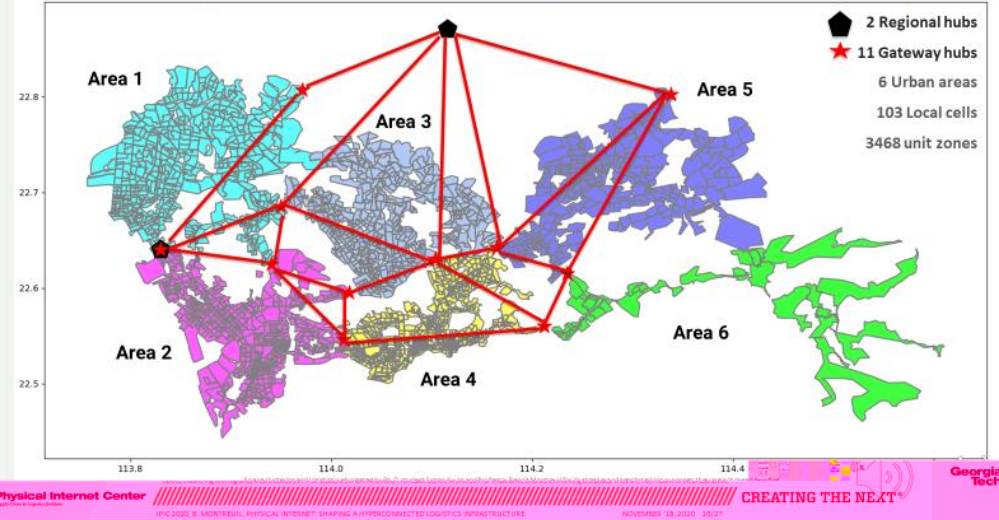 2 Regional hubs
11 Gateway hubs
6 Urban areas
103 Local cells
3468 unit zones
Area 1
Area 3
Area 5
Area 2
Area 4
Area 6
22.8
22.7
22.6
22.5
113.8
114.0
114.2
114.4
Physical Internet Center
CREATING THE NEXT®
Georgia
Tech
IPIC 2020, B. MONTREUIL, PHYSICAL INTERNET: SHAPING A HYPERCONNECTED LOGISTICS INFRASTRUCTURE
NOVEMBER 18, 2020
16/27